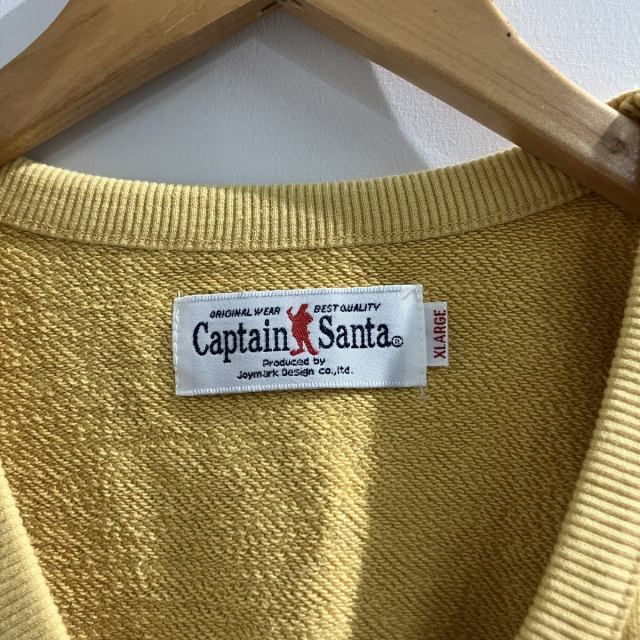 ORIGINAL WEAR BEST QUALITY
Captain Santa®
Produced by
Joymark Design co.,ltd.
XLARGE